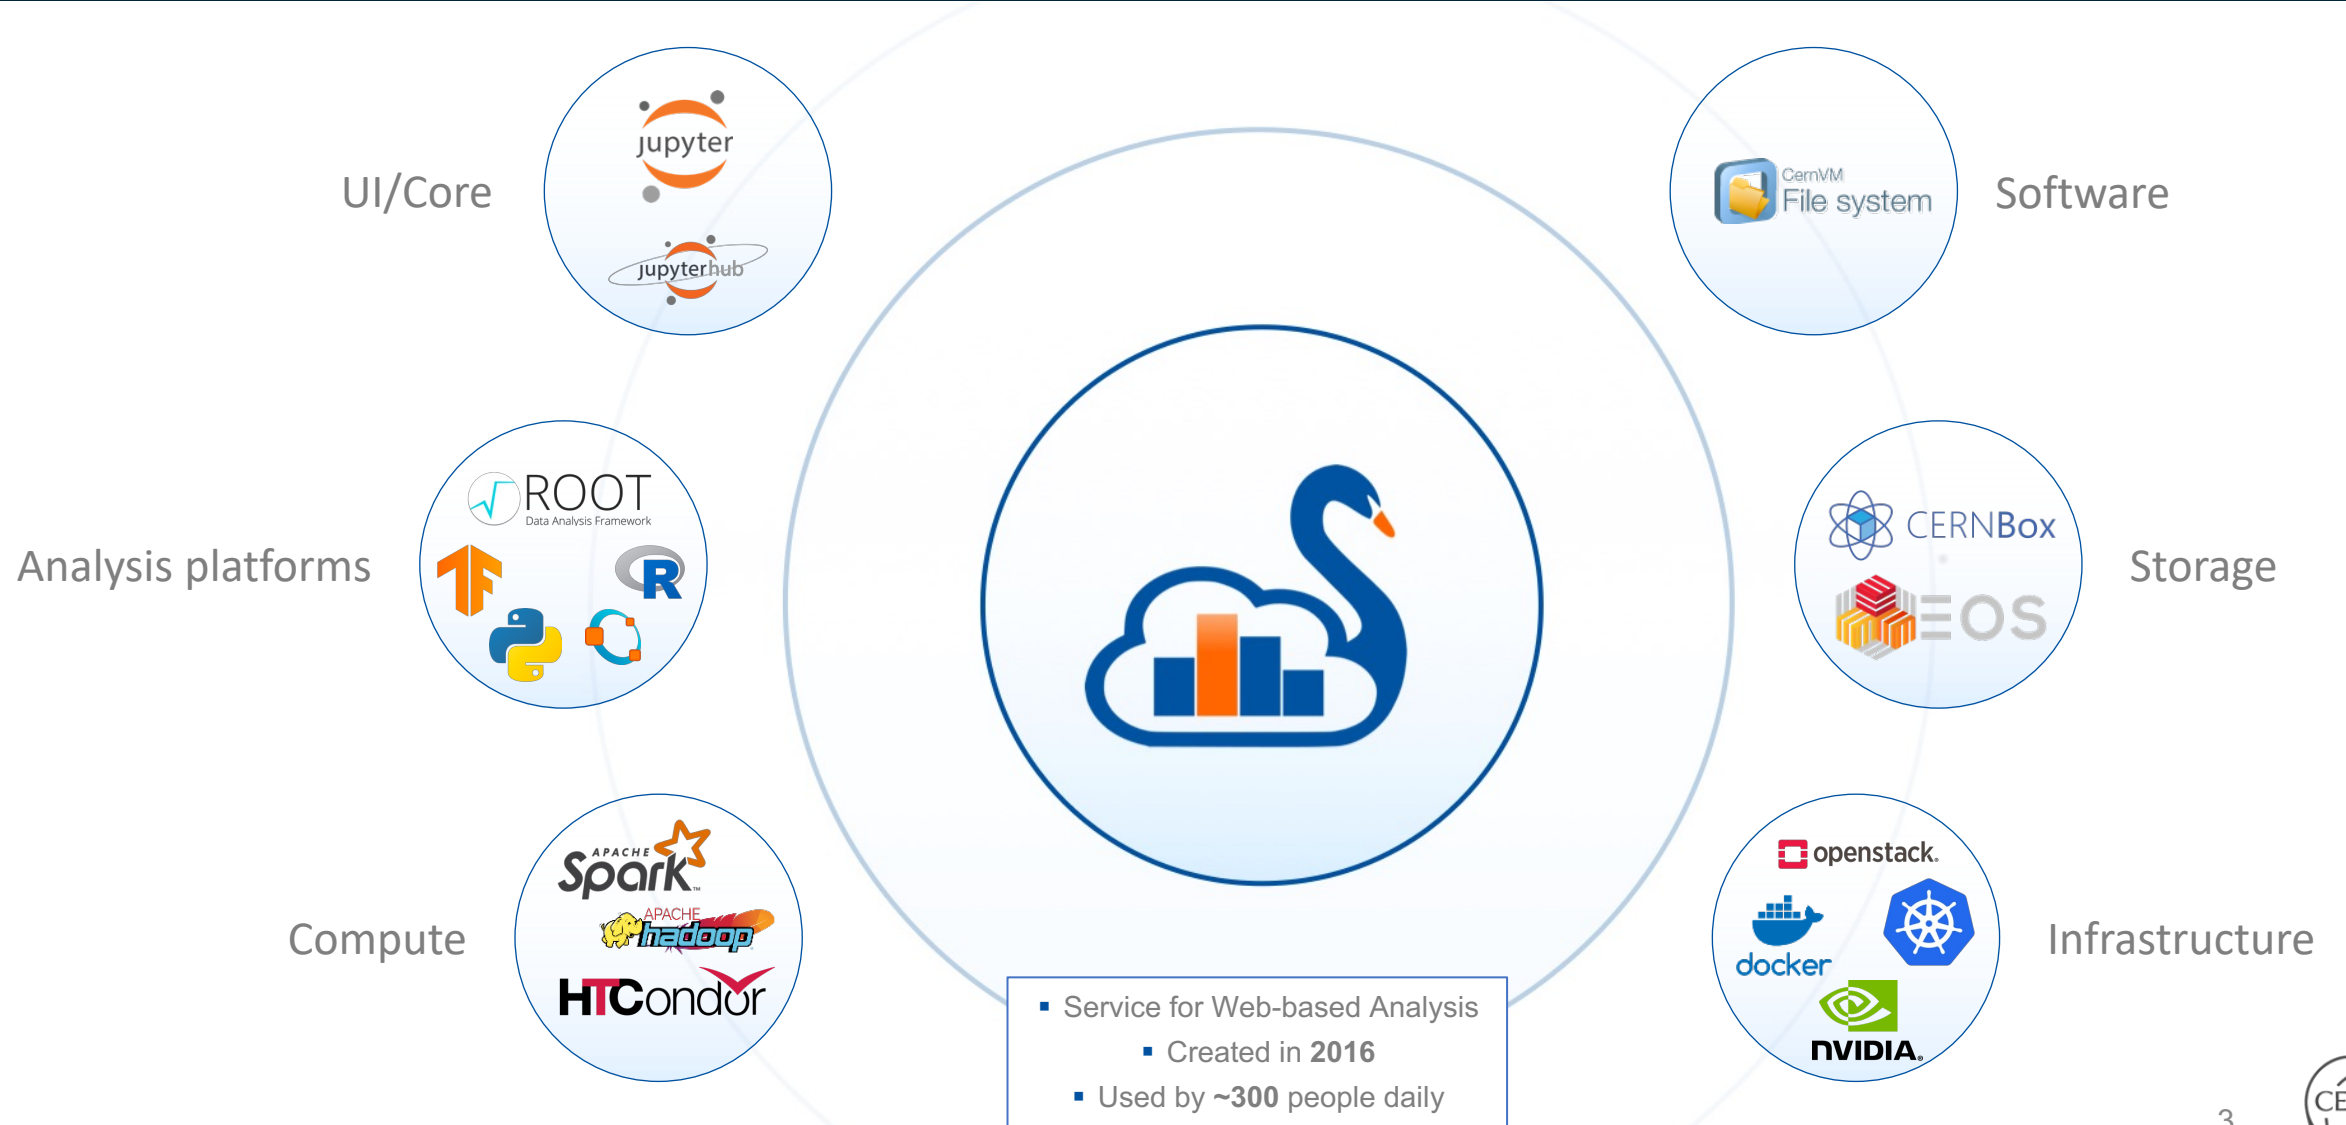 UI/Core
jupyter
jupyterhub
CernVM
File system
Software
Analysis platforms
ROOT
Data Analysis Framework
R
CERNBox
EOS
Storage
Compute
APACHE
Spark™
APACHE
hadoop
HTCondor
openstack.
docker
NVIDIA.
Infrastructure
Service for Web-based Analysis
Created in 2016
Used by ~300 people daily
3